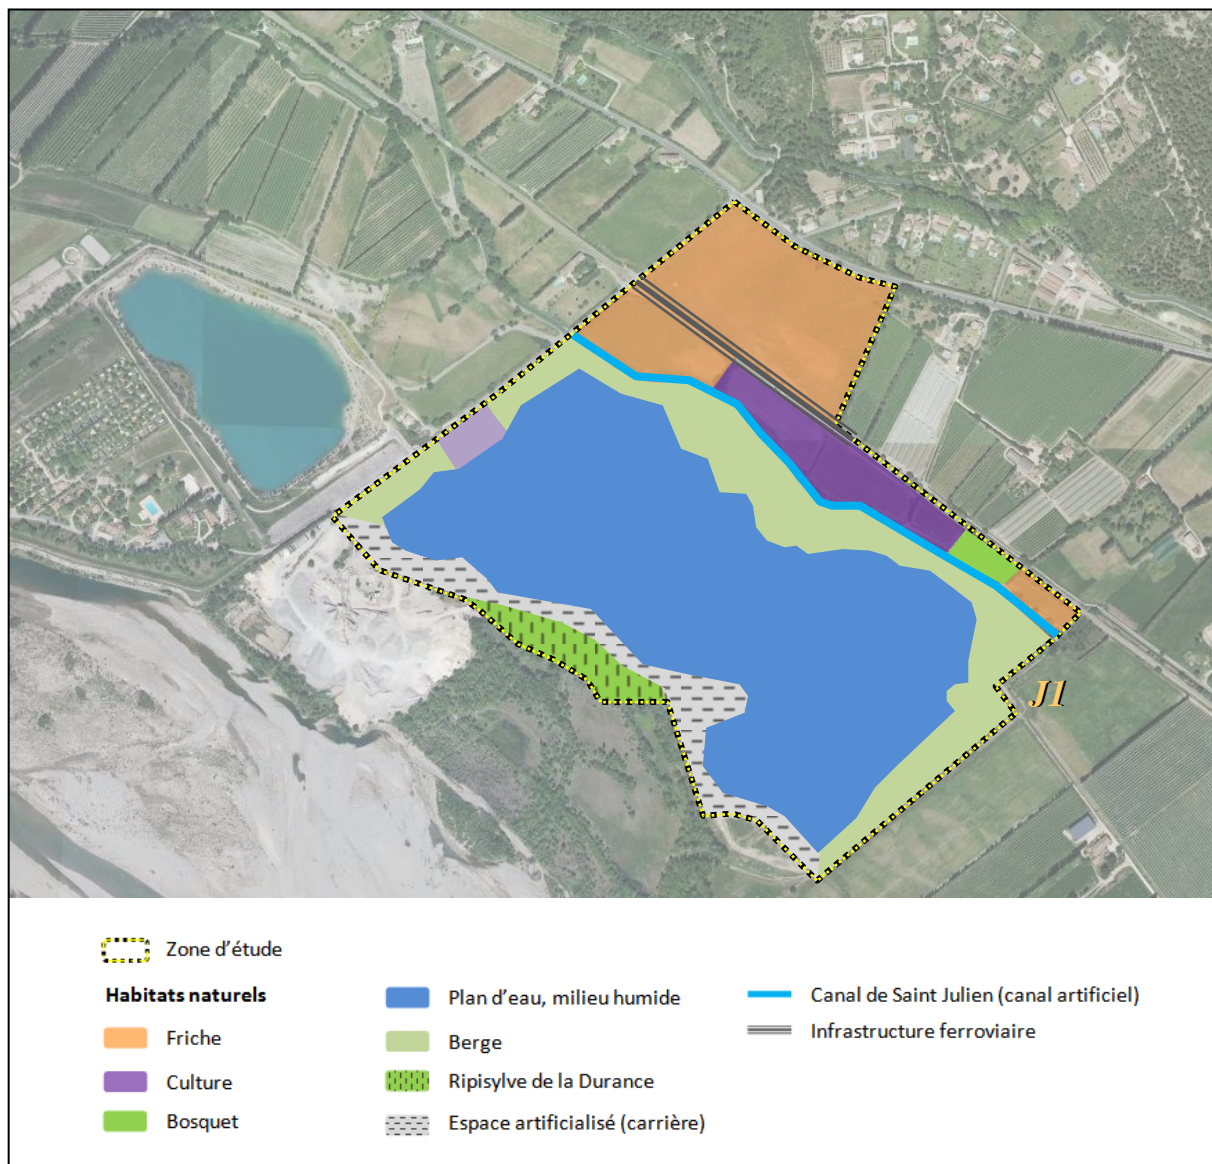 J1
Zone d'étude
Habitats naturels
Friche
Culture
Bosquet
Plan d'eau, milieu humide
Berge
Ripisylve de la Durance
Espace artificialisé (carrière)
Canal de Saint Julien (canal artificiel)
Infrastructure ferroviaire